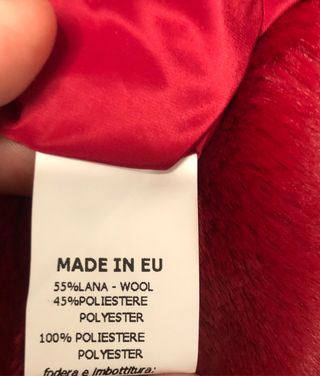 MADE IN EU
55%LANA - WOOL
45%POLIESTERE
POLYESTER
100% POLIESTERE
POLYESTER
fodera e imbottitura: